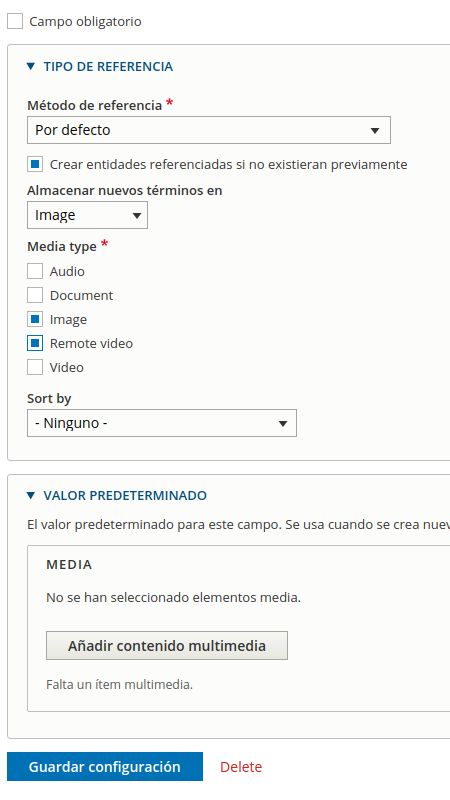 Campo obligatorio
TIPO DE REFERENCIA
Método de referencia *
Por defecto
Crear entidades referenciadas si no existieran previamente
Almacenar nuevos términos en
Image
Media type *
Audio
Document
Image
Remote video
Video
Sort by
- Ninguno -
VALOR PREDETERMINADO
El valor predeterminado para este campo. Se usa cuando se crea nuev
MEDIA
No se han seleccionado elementos media.
Añadir contenido multimedia
Falta un ítem multimedia.
Guardar configuración Delete